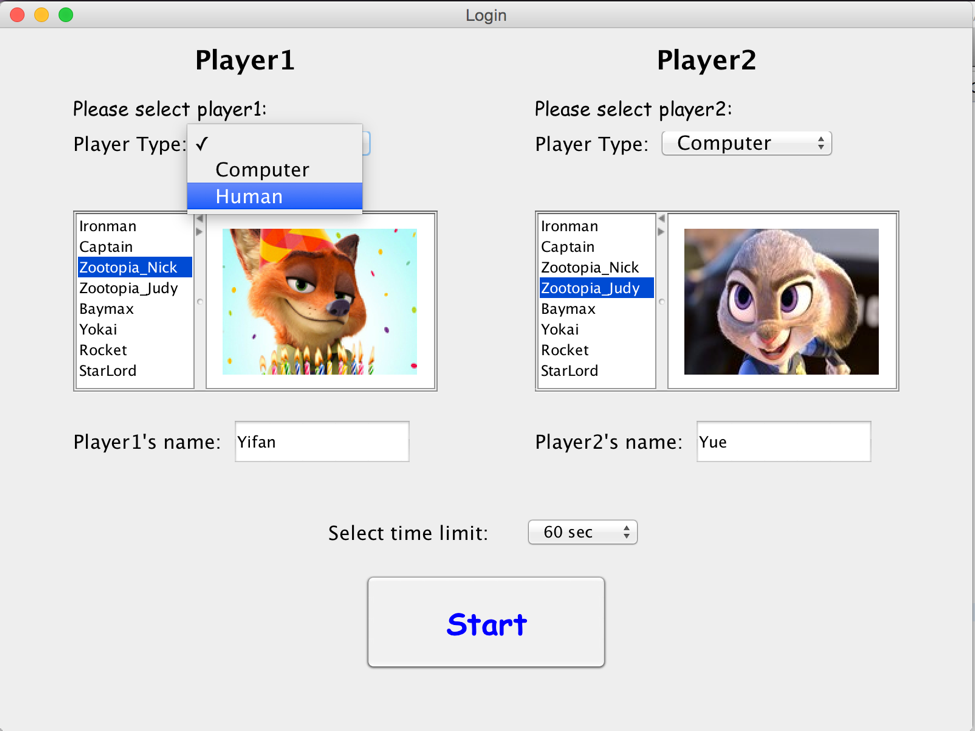 Login
Player1
Please select player1:
Player Type:
✓
Computer
Human
Ironman
Captain
Zootopia_Nick
Zootopia_Judy
Baymax
Yokai
Rocket
StarLord
Player1's name: Yifan
Player2
Please select player2:
Player Type: Computer
Ironman
Captain
Zootopia_Nick
Zootopia_Judy
Baymax
Yokai
Rocket
StarLord
Player2's name: Yue
Select time limit: 60 sec
Start